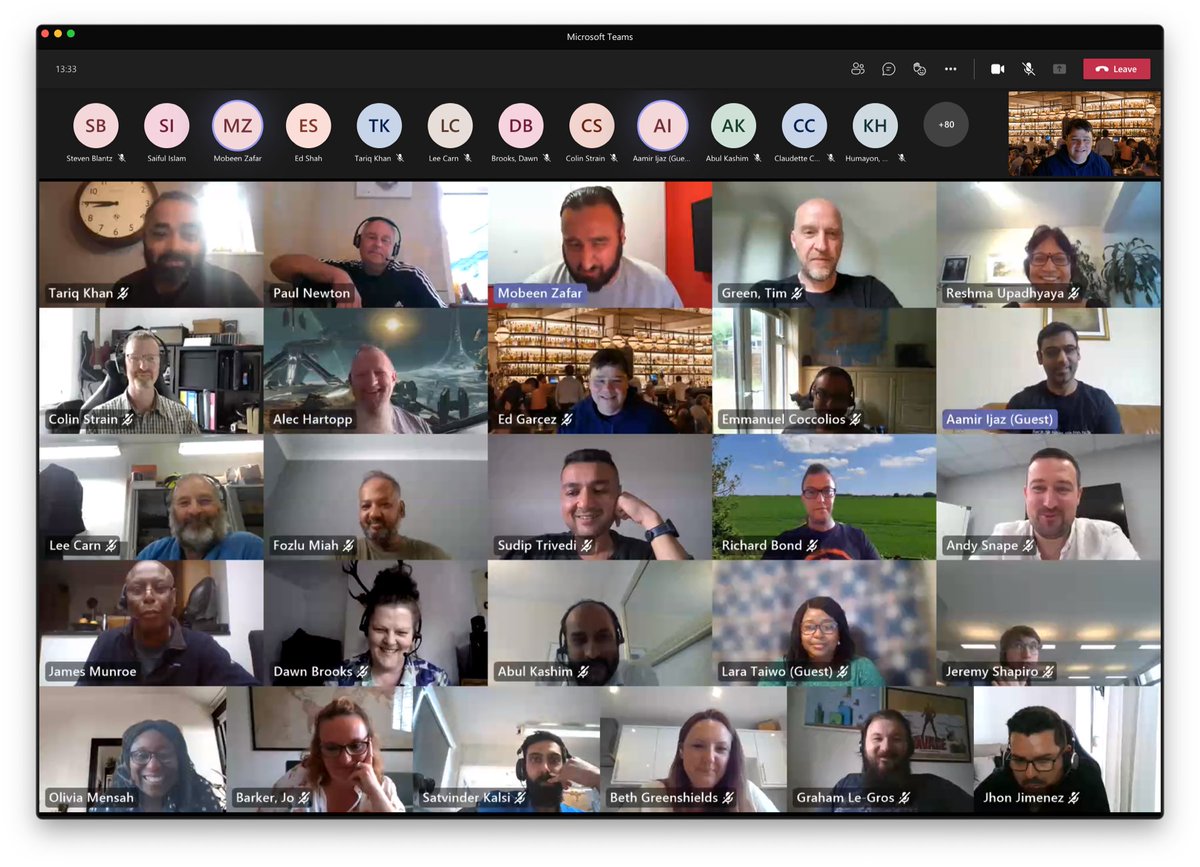 Microsoft Teams
13:33
Leave
SB
SI
MZ
ES
TK
LC
DB
CS
AI
AK
CC
KH
+80
Steven Blantz
Saiful Islam
Mobeen Zafar
Ed Shah
Tariq Khan
Lee Carn
Brooks, Dawn
Colin Strain
Aamir Ijaz (Gue...
Abul Kashim
Claudette C...
Humayon, ...
Tariq Khan
Paul Newton
Mobeen Zafar
Green, Tim
Reshma Upadhyaya
Colin Strain
Alec Hartopp
Ed Garcez
Emmanuel Coccolios
Aamir Ijaz (Guest)
Lee Carn
Fozlu Miah
Sudip Trivedi
Richard Bond
Andy Snape
James Munroe
Dawn Brooks
Abul Kashim
Lara Taiwo (Guest)
Jeremy Shapiro
Olivia Mensah
Barker, Jo
Satvinder Kalsi
Beth Greenshields
Graham Le-Gros
Jhon Jimenez